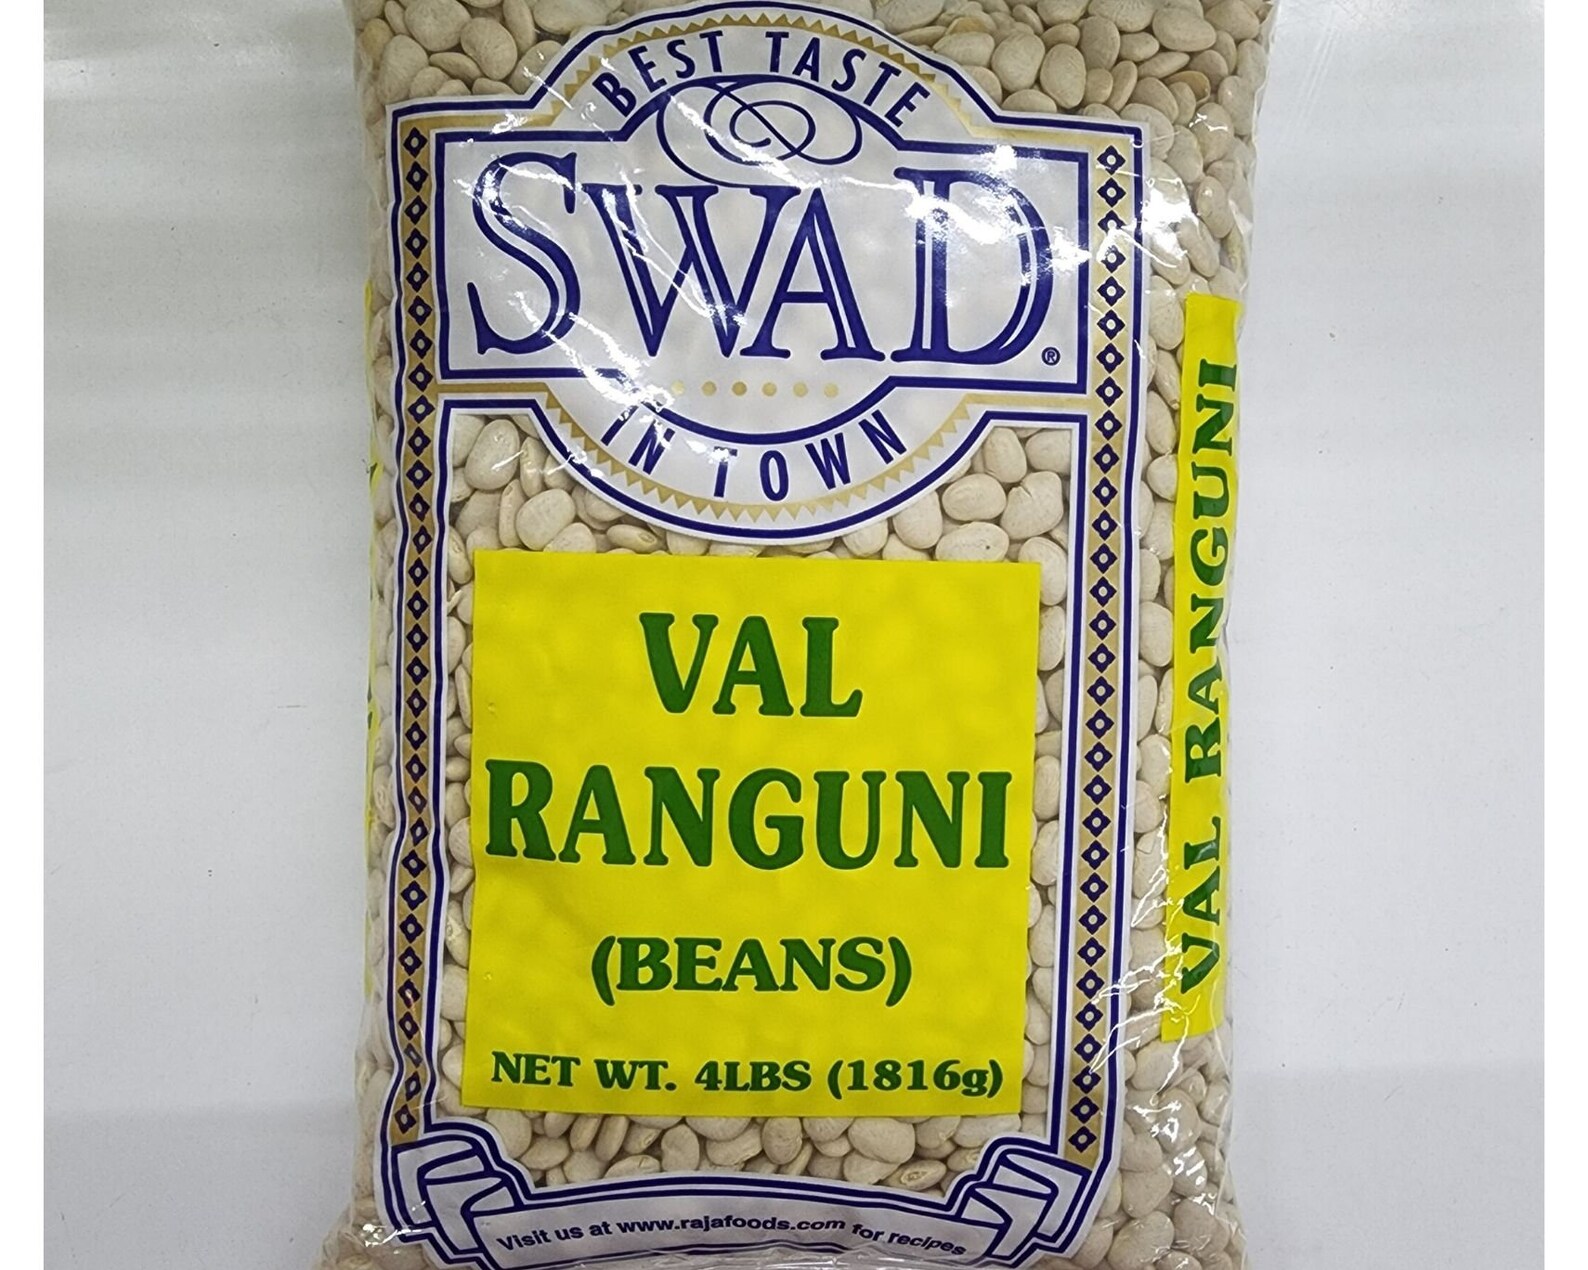 BEST TASTE
SWAD®
IN TOWN
VAL
RANGUNI
(BEANS)
NET WT. 4LBS (1816g)
Visit us at www.rajafoods.com for recipes
VAL RANGUNI